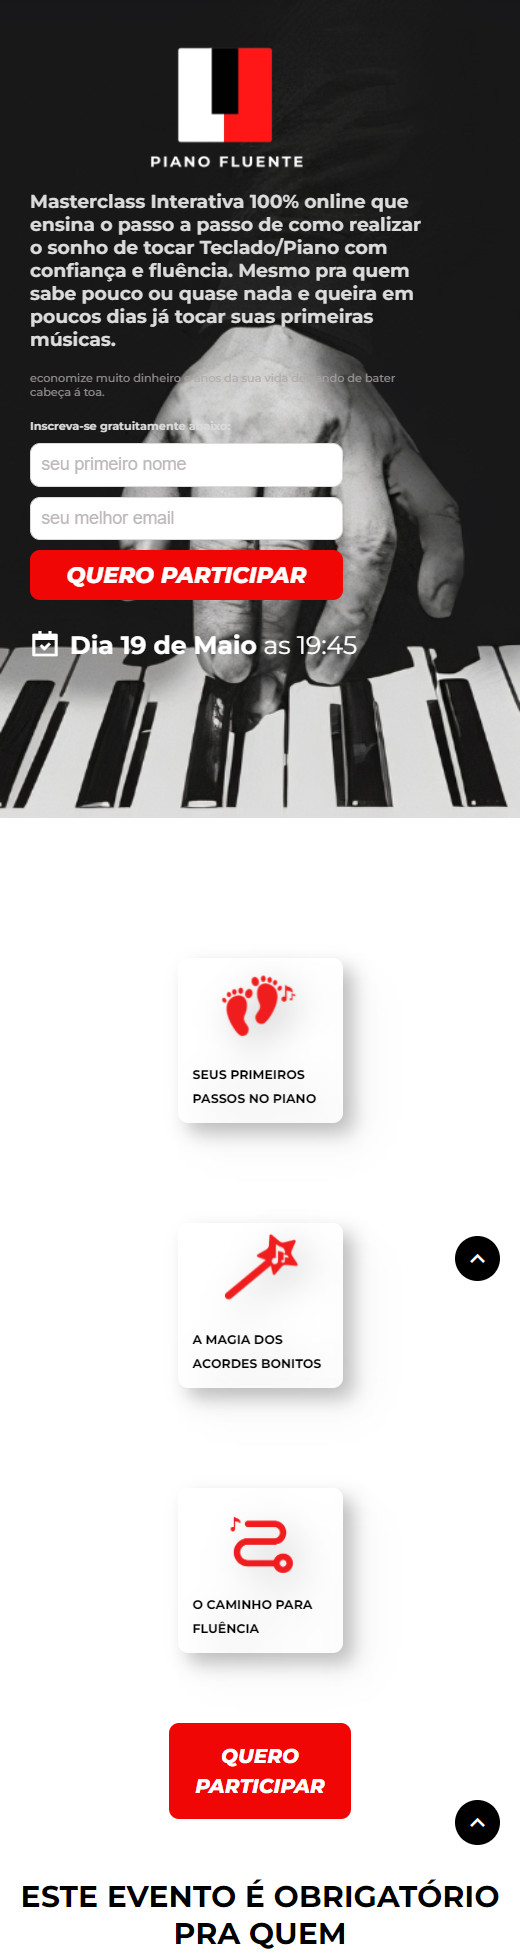 PIANO FLUENTE
Masterclass Interativa 100% online que
ensina o passo a passo de como realizar
o sonho de tocar Teclado/Piano com
confiança e fluência. Mesmo pra quem
sabe pouco ou quase nada e queira em
poucos dias já tocar suas primeiras
músicas.
economize muito dinheiro e anos da sua vida deixando de bater
cabeça á toa.
Inscreva-se gratuitamente abaixo:
seu primeiro nome
seu melhor email
QUERO PARTICIPAR
Dia 19 de Maio as 19:45
SEUS PRIMEIROS
PASSOS NO PIANO
A MAGIA DOS
ACORDES BONITOS
O CAMINHO PARA
FLUÊNCIA
QUERO
PARTICIPAR
ESTE EVENTO É OBRIGATÓRIO
PRA QUEM